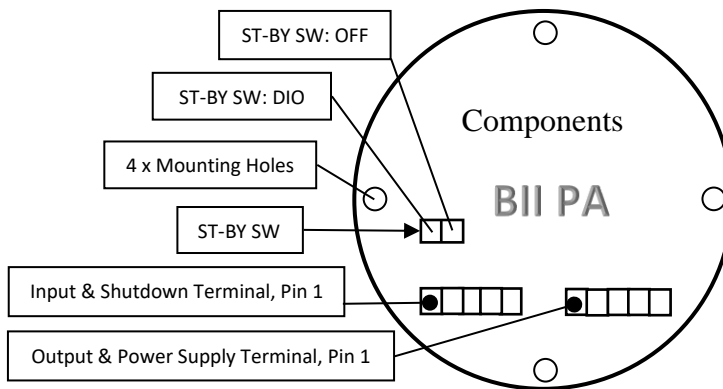 ST-BY SW: OFF
ST-BY SW: DIO
Components
4 x Mounting Holes
BII PA
ST-BY SW
Input & Shutdown Terminal, Pin 1
Output & Power Supply Terminal, Pin 1